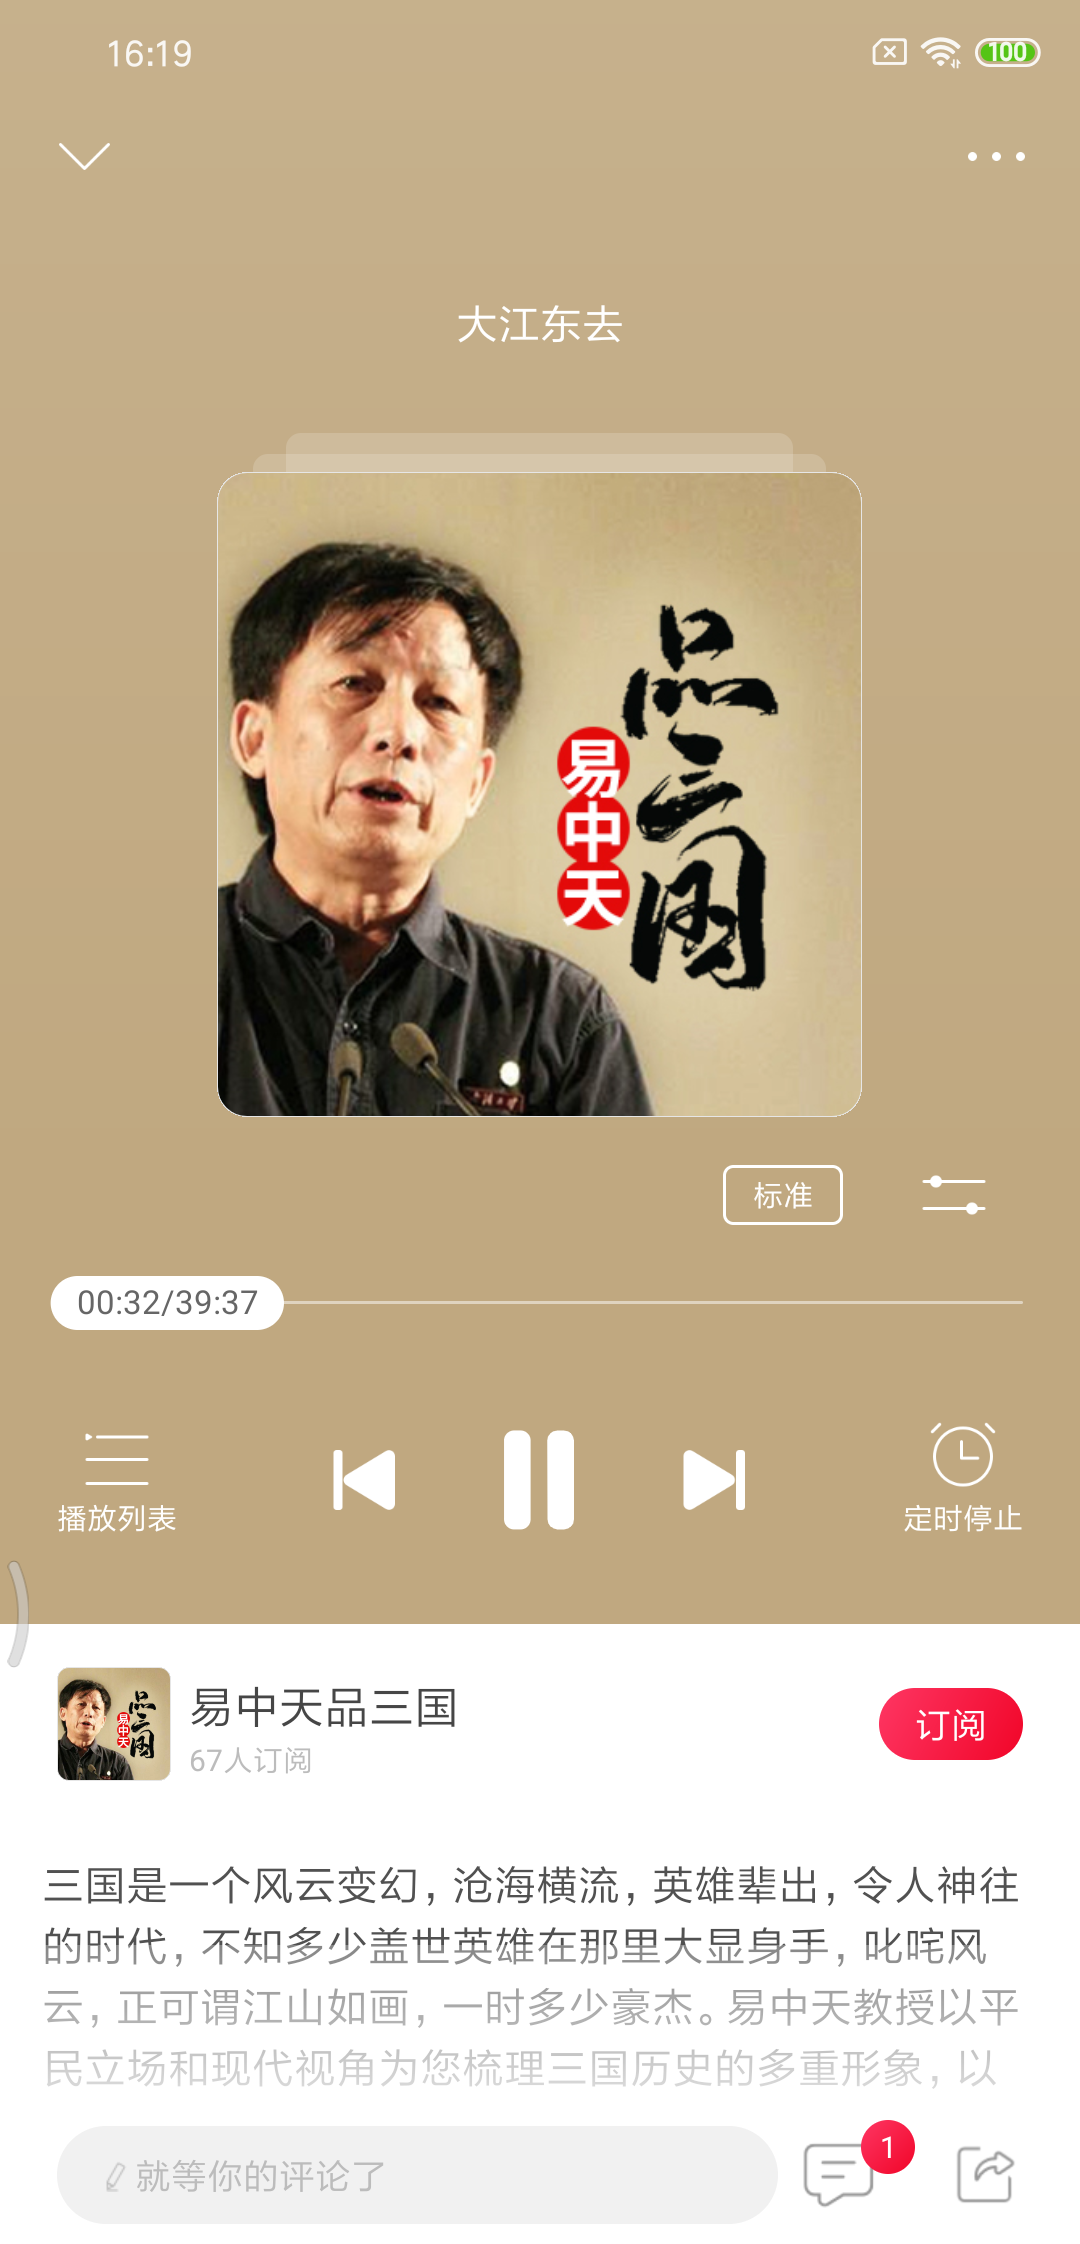 16:19
100
大江东去
品三国
易中天
标准
00:32/39:37
播放列表
定时停止
品三国
易中天
易中天品三国
67人订阅
订阅
三国是一个风云变幻，沧海横流，英雄辈出，令人神往
的时代，不知多少盖世英雄在那里大显身手，叱咤风
云，正可谓江山如画，一时多少豪杰。易中天教授以平
民立场和现代视角为您梳理三国历史的多重形象，以
就等你的评论了
1